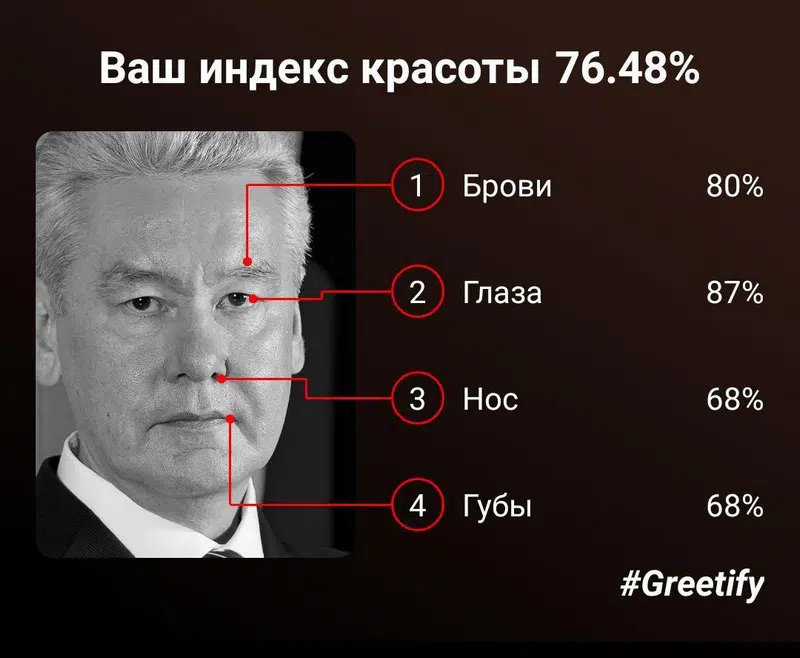 Ваш индекс красоты 76.48%
1 Брови 80%
2 Глаза 87%
3 Нос 68%
4 Губы 68%
#Greetify